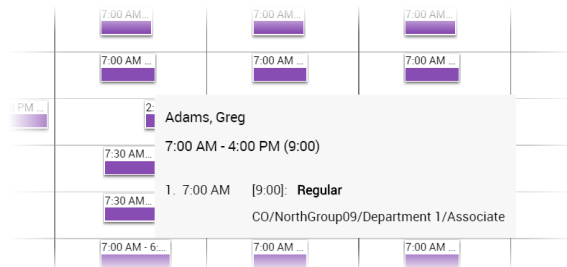 7:00 AM... 7:00 AM... 7:00 AM...
7:00 AM ... 7:00 AM ... 7:00 AM ...
PM ... 2:
Adams, Greg
7:00 AM - 4:00 PM (9:00)
7:30 AM...
1. 7:00 AM [9:00]: Regular
7:30 AM...
CO/NorthGroup09/Department 1/Associate
7:00 AM - 6:... 7:00 AM ... 7:00 AM ...